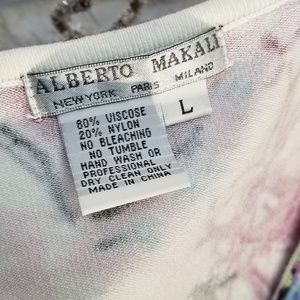 ALBERTO MAKALI
NEW YORK PARIS MILANO
L
80% VISCOSE
20% NYLON
NO BLEACHING
NO TUMBLE
HAND WASH OR
PROFESSIONAL
DRY CLEAN ONLY
MADE IN CHINA